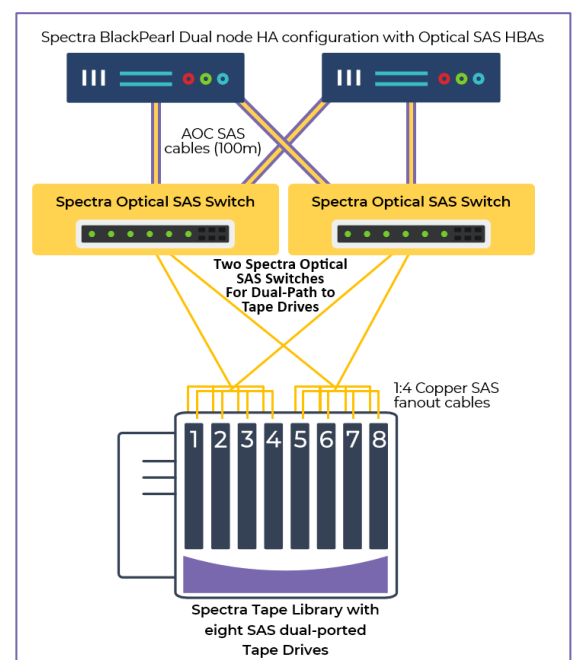 Spectra BlackPearl Dual node HA configuration with Optical SAS HBAs
AOC SAS
cables (100m)
Spectra Optical SAS Switch
Spectra Optical SAS Switch
Two Spectra Optical
SAS Switches
For Dual-Path to
Tape Drives
1:4 Copper SAS
fanout cables
1 2 3 4 5 6 7 8
Spectra Tape Library with
eight SAS dual-ported
Tape Drives